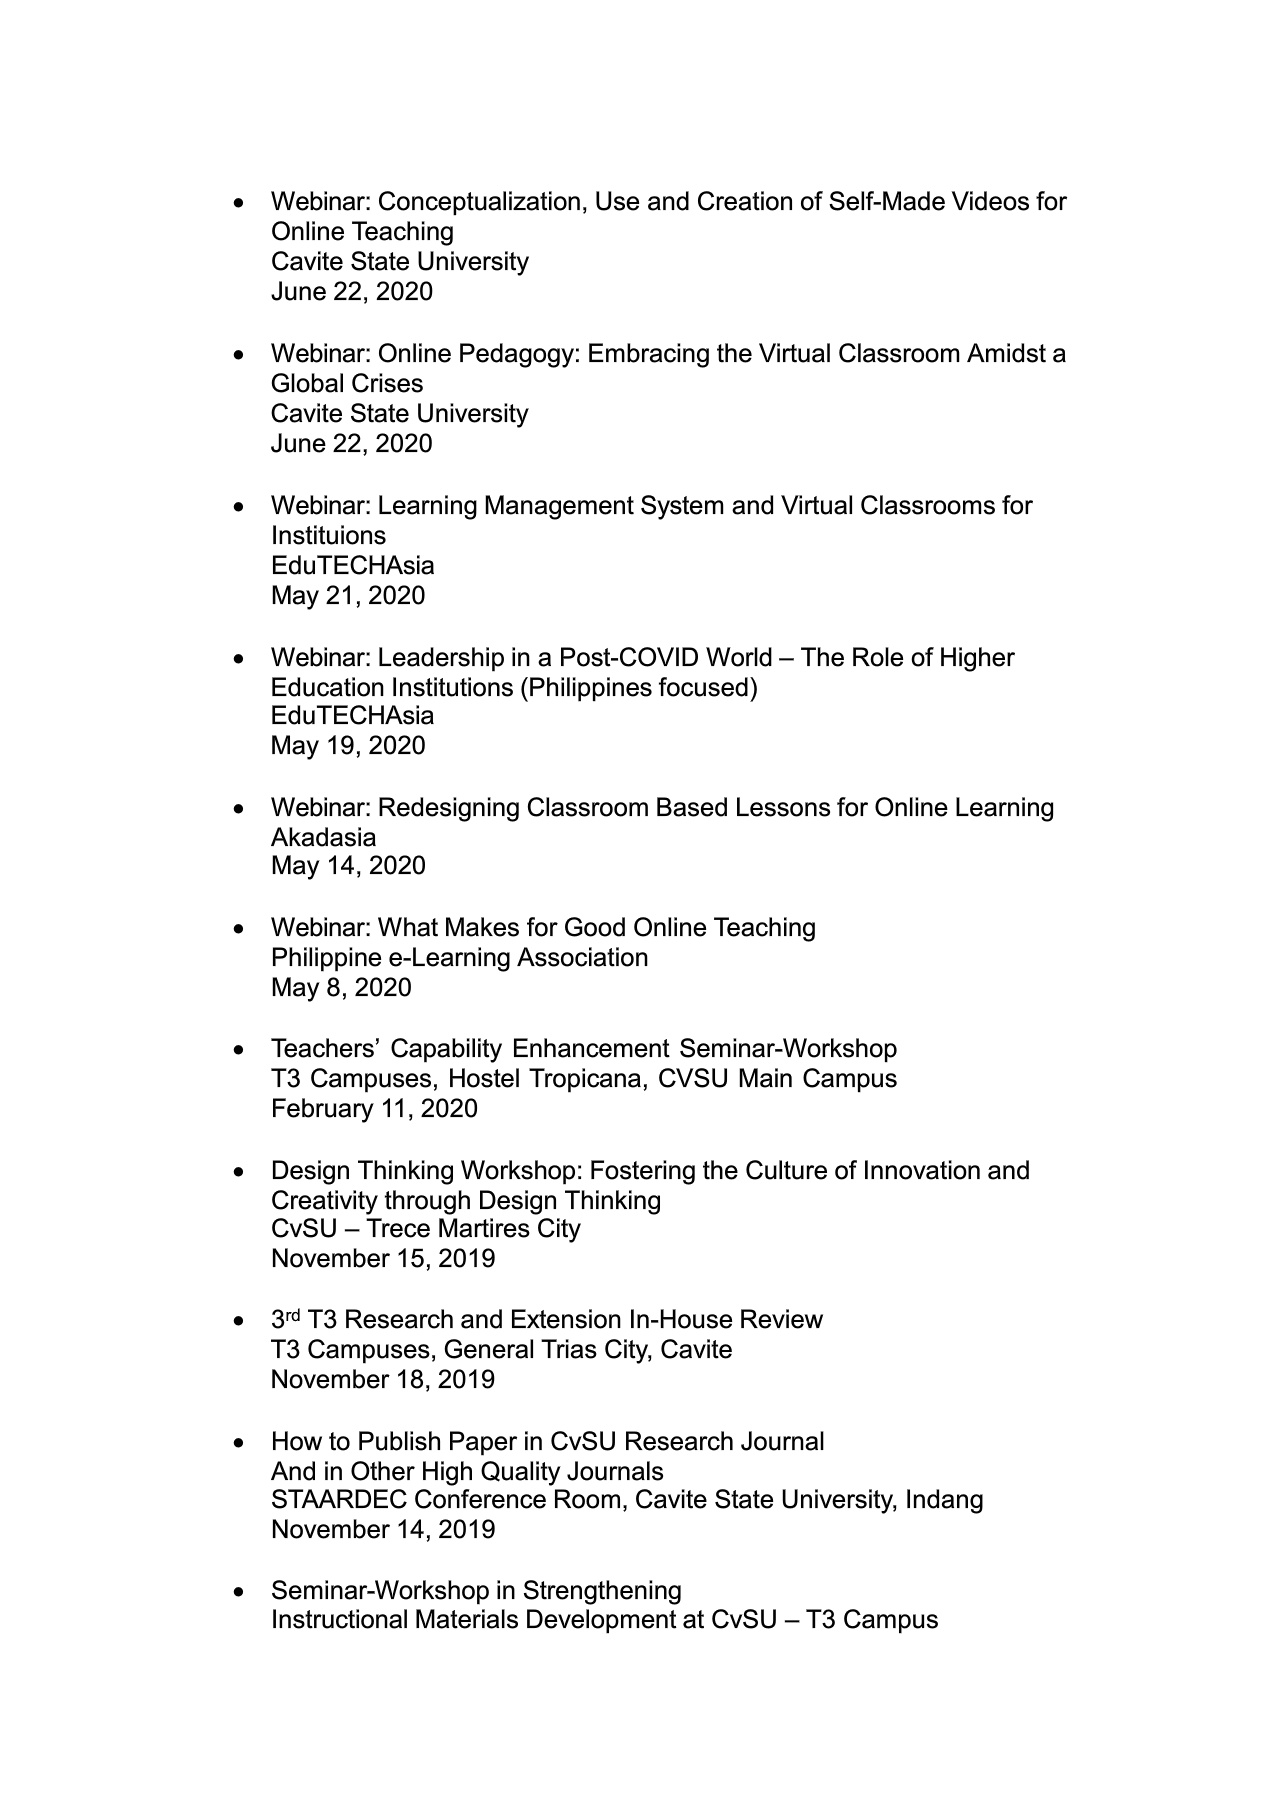 • Webinar: Conceptualization, Use and Creation of Self-Made Videos for
Online Teaching
Cavite State University
June 22, 2020
• Webinar: Online Pedagogy: Embracing the Virtual Classroom Amidst a
Global Crises
Cavite State University
June 22, 2020
• Webinar: Learning Management System and Virtual Classrooms for
Instituions
EduTECHAsia
May 21, 2020
• Webinar: Leadership in a Post-COVID World – The Role of Higher
Education Institutions (Philippines focused)
EduTECHAsia
May 19, 2020
• Webinar: Redesigning Classroom Based Lessons for Online Learning
Akadasia
May 14, 2020
• Webinar: What Makes for Good Online Teaching
Philippine e-Learning Association
May 8, 2020
• Teachers’ Capability Enhancement Seminar-Workshop
T3 Campuses, Hostel Tropicana, CVSU Main Campus
February 11, 2020
• Design Thinking Workshop: Fostering the Culture of Innovation and
Creativity through Design Thinking
CvSU – Trece Martires City
November 15, 2019
• 3rd T3 Research and Extension In-House Review
T3 Campuses, General Trias City, Cavite
November 18, 2019
• How to Publish Paper in CvSU Research Journal
And in Other High Quality Journals
STAARDEC Conference Room, Cavite State University, Indang
November 14, 2019
• Seminar-Workshop in Strengthening
Instructional Materials Development at CvSU – T3 Campus